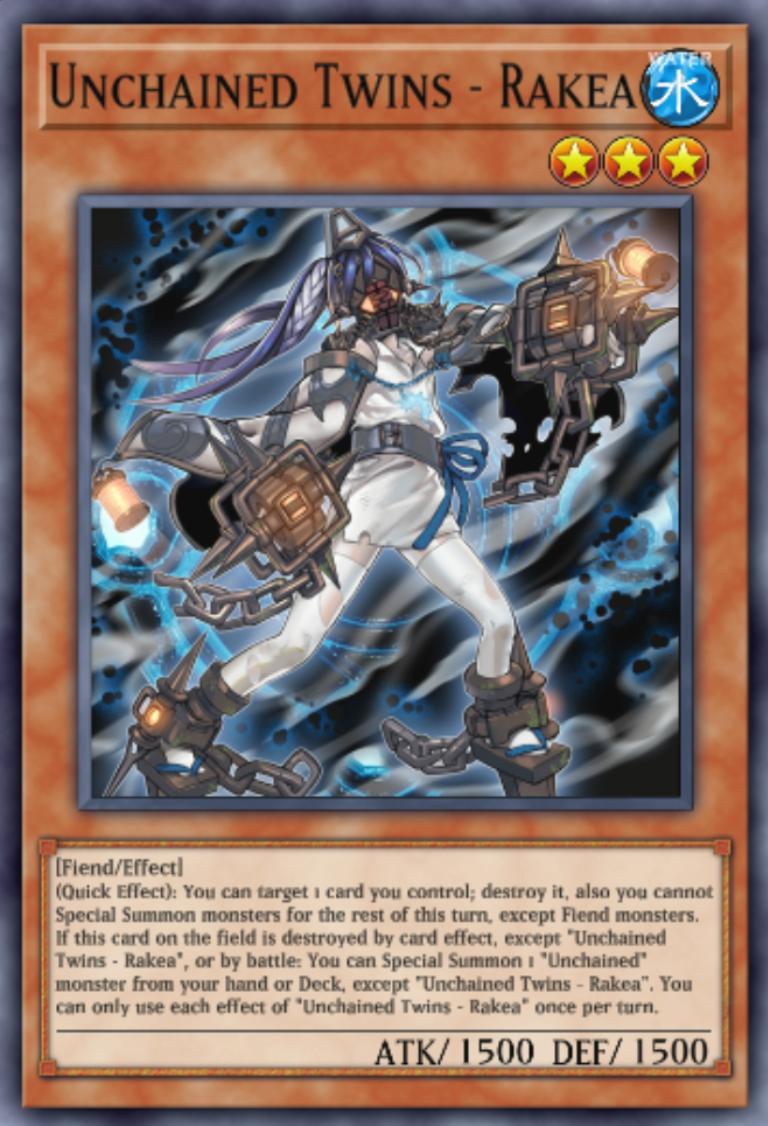 Unchained Twins - Rakea
WATER
水
[Fiend/Effect]
(Quick Effect): You can target 1 card you control; destroy it, also you cannot
Special Summon monsters for the rest of this turn, except Fiend monsters.
If this card on the field is destroyed by card effect, except "Unchained
Twins - Rakea", or by battle: You can Special Summon 1 "Unchained"
monster from your hand or Deck, except "Unchained Twins - Rakea". You
can only use each effect of "Unchained Twins - Rakea" once per turn.
ATK/ 1500 DEF/ 1500